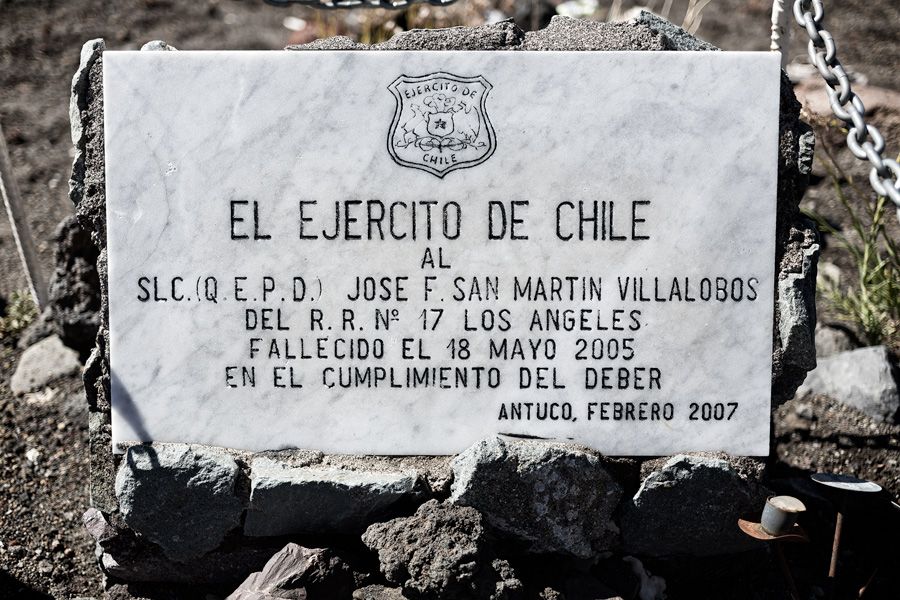 EJERCITO DE
CHILE
EL EJERCITO DE CHILE
AL
SLC.(Q.E.P.D.) JOSE F. SAN MARTIN VILLALOBOS
DEL R.R. Nº 17 LOS ANGELES
FALLECIDO EL 18 MAYO 2005
EN EL CUMPLIMIENTO DEL DEBER
ANTUCO, FEBRERO 2007